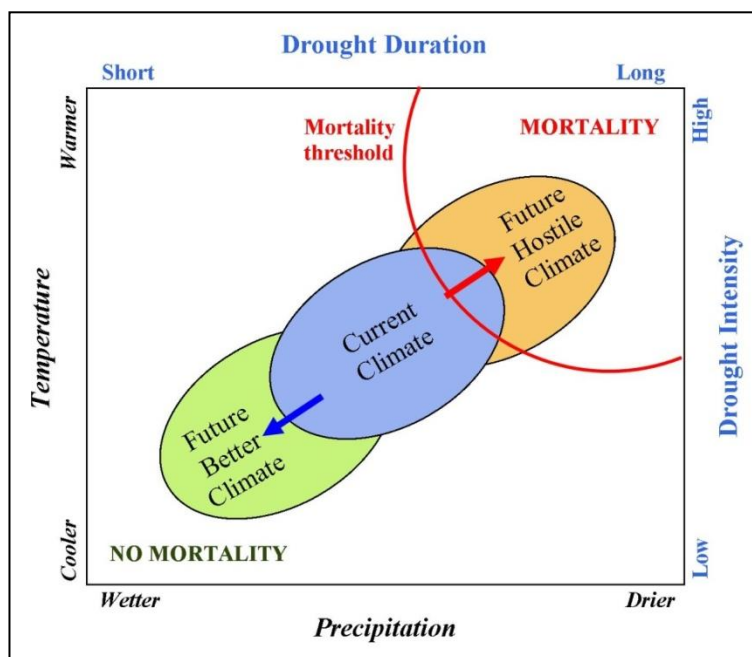 Drought Duration
Short
Long
Warmer
Mortality
threshold
MORTALITY
High
Future
Hostile
Climate
Temperature
Current
Climate
Drought Intensity
Future
Better
Climate
Cooler
NO MORTALITY
Low
Wetter
Drier
Precipitation